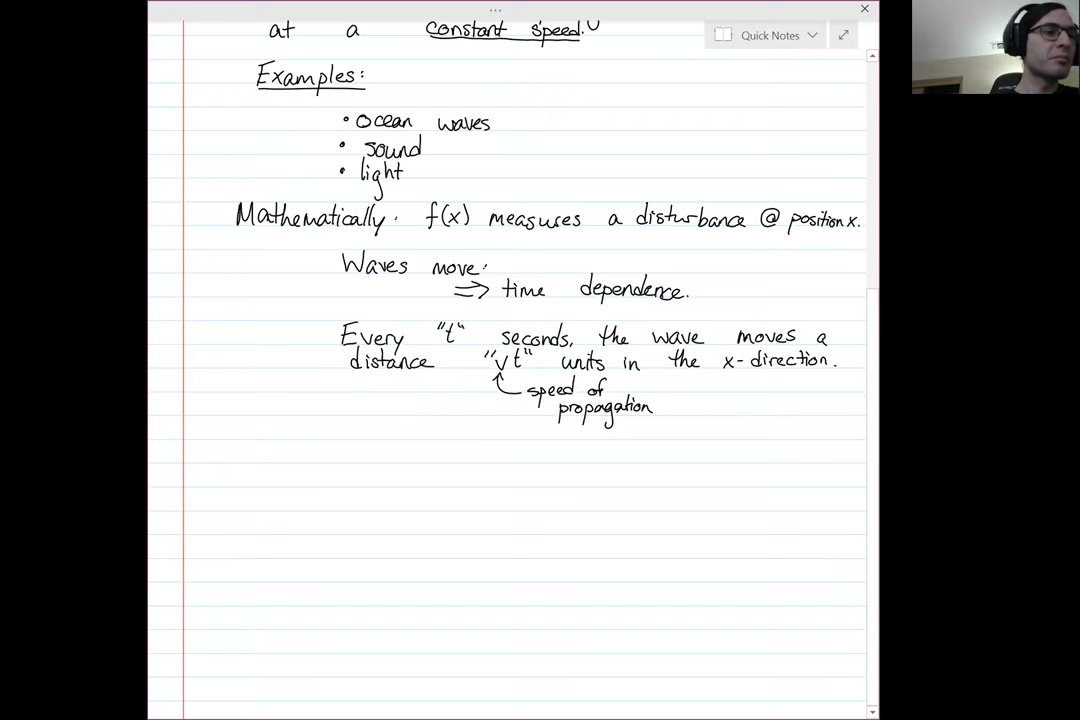 at a constant speed.
Quick Notes
Examples:
• ocean waves
• sound
• light
Mathematically: f(x) measures a disturbance @ position x.
Waves move:
⇒ time dependence.
Every "t" seconds, the wave moves a
distance "vt" units in the x-direction.
speed of
propagation